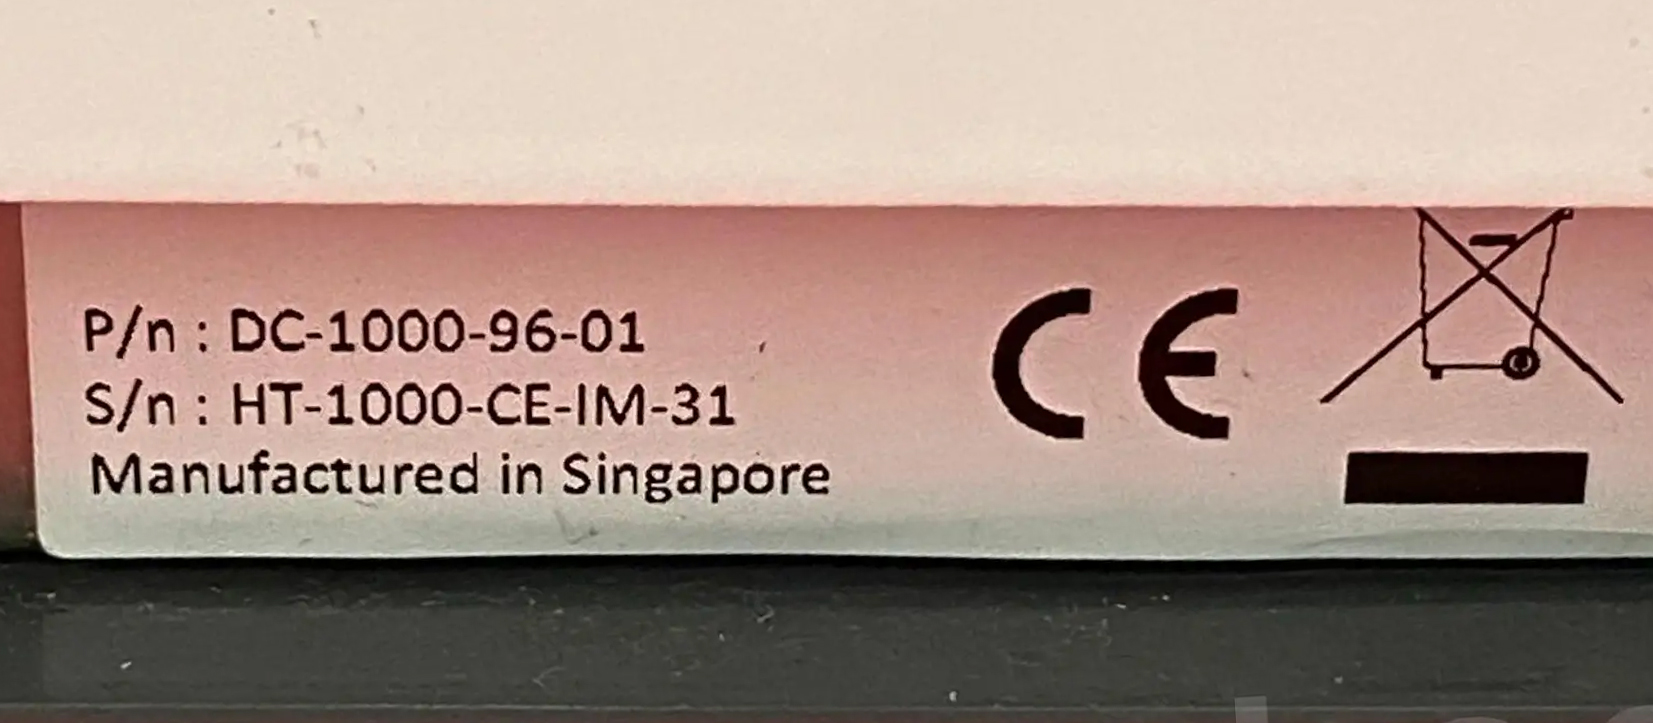 P/n : DC-1000-96-01
S/n : HT-1000-CE-IM-31
Manufactured in Singapore
CE